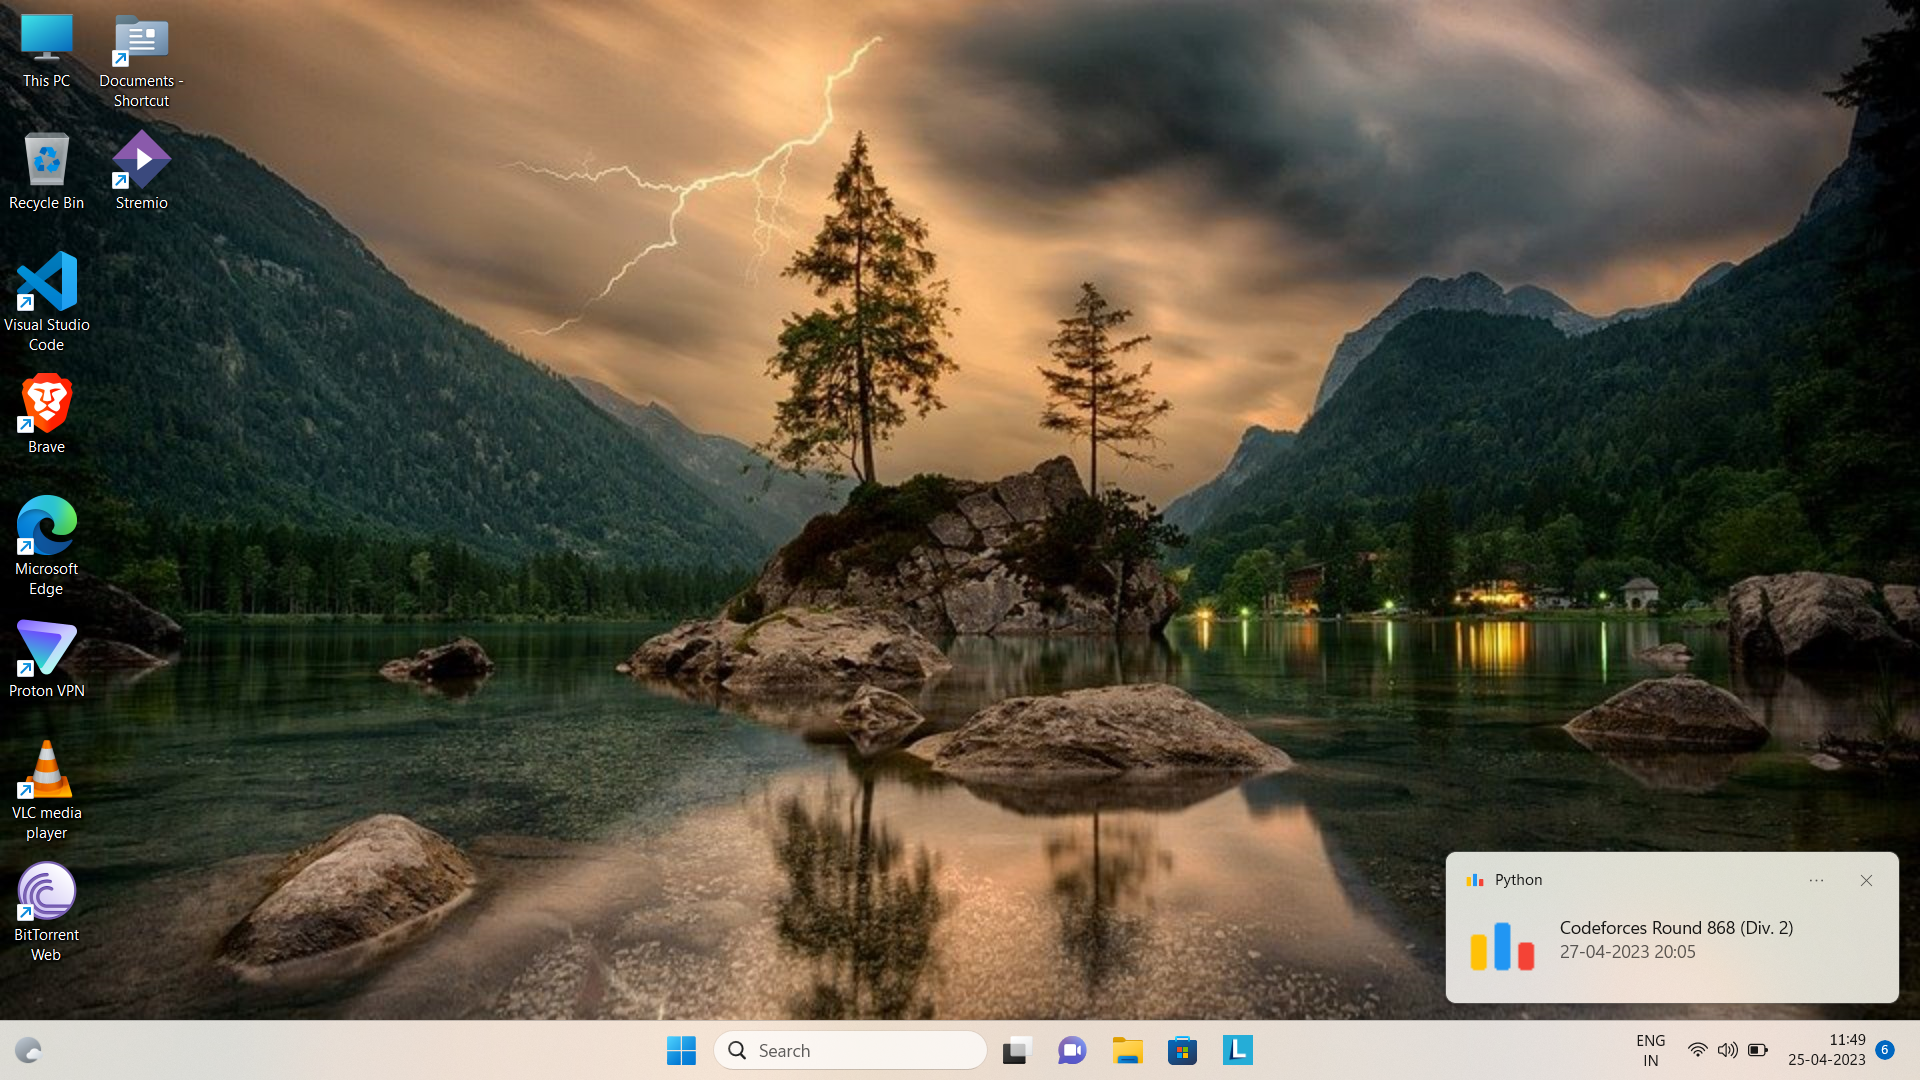 This PC
Documents -
Shortcut
Recycle Bin
Stremio
Visual Studio
Code
Brave
Microsoft
Edge
Proton VPN
VLC media
player
BitTorrent
Web
Python
Codeforces Round 868 (Div. 2)
27-04-2023 20:05
Search
L
ENG
IN
11:49
25-04-2023
6